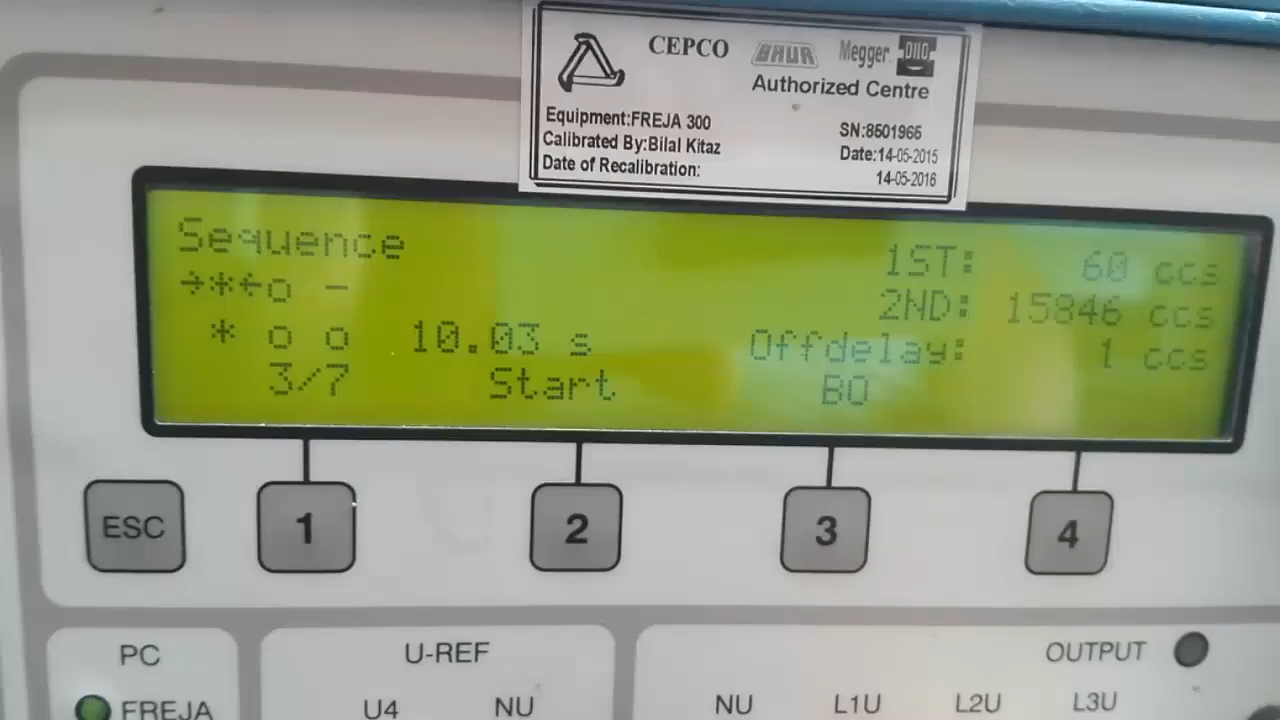 CEPCO BAUR Megger DILO
Authorized Centre
Equipment:FREJA 300
SN:8501965
Calibrated By:Bilal Kitaz
Date:14-05-2015
Date of Recalibration:
14-05-2016
Sequence
1ST: 60 ccs
→**←o -
2ND: 15846 ccs
* o o 10.03 s
Offdelay: 1 ccs
3/7 Start BO
ESC 1 2 3 4
PC U-REF OUTPUT
FREJA U4 NU NU L1U L2U L3U